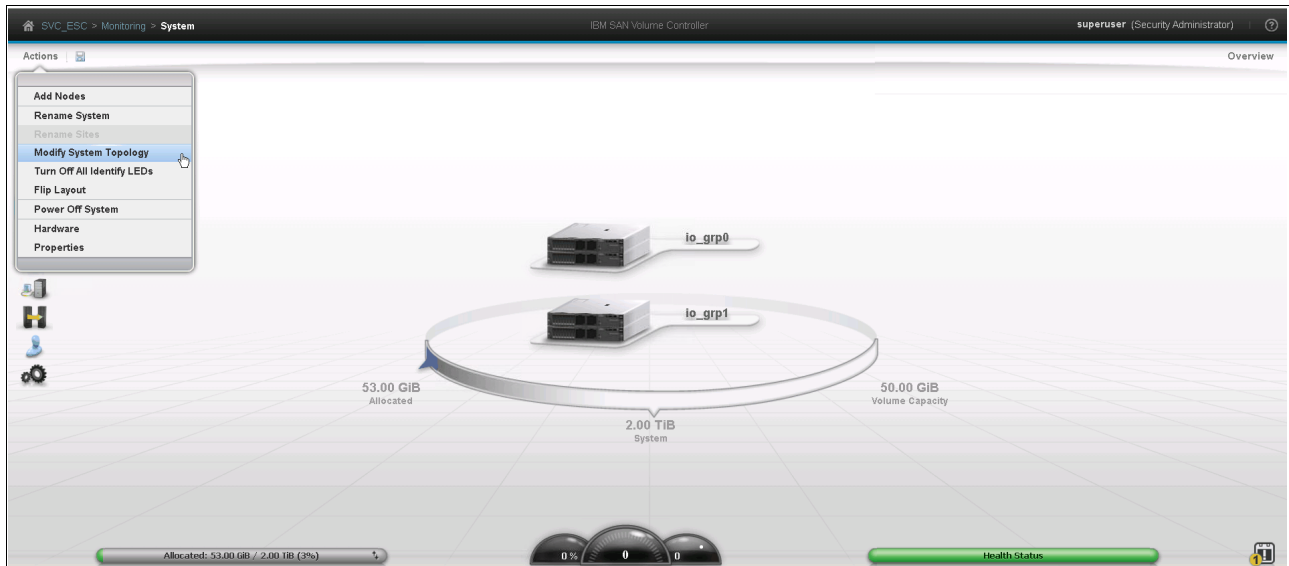 SVC_ESC > Monitoring > System
IBM SAN Volume Controller
superuser (Security Administrator)
?
Actions
Overview
Add Nodes
Rename System
Rename Sites
Modify System Topology
Turn Off All Identify LEDs
Flip Layout
Power Off System
Hardware
Properties
io_grp0
io_grp1
53.00 GiB
Allocated
50.00 GiB
Volume Capacity
2.00 TiB
System
Allocated: 53.00 GiB / 2.00 TiB (3%)
0%
0
0
Health Status
1